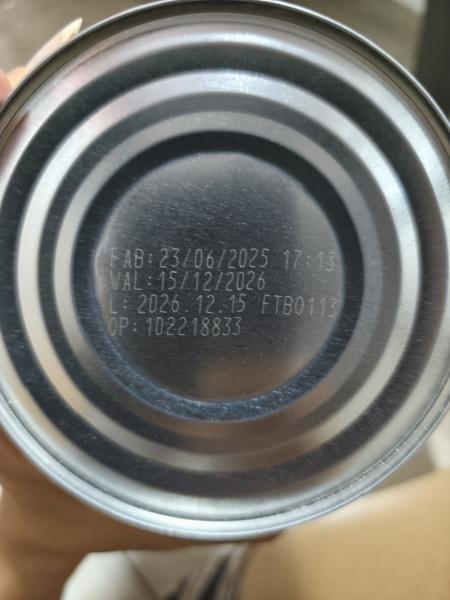 FAB: 23/06/2025 17:13
VAL: 15/12/2026
L: 2026.12.15 FTB0113
OP: 102218833